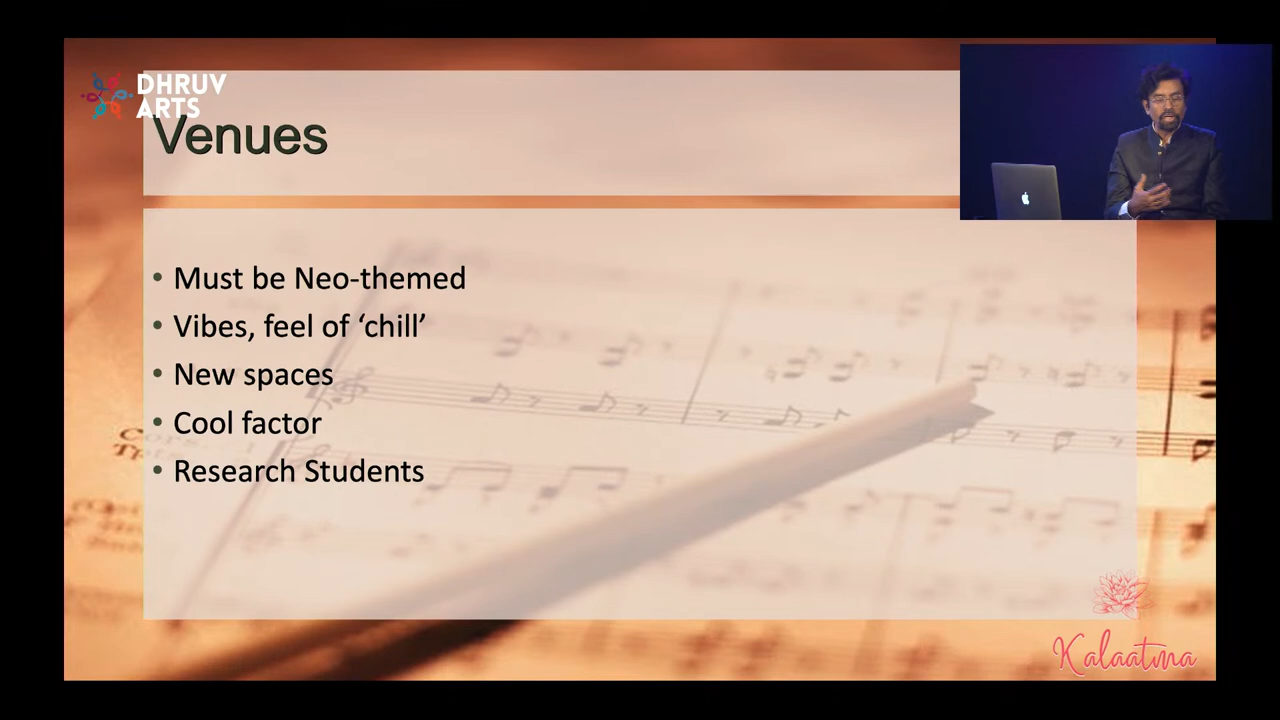 DHRUV
ARTS
Venues
• Must be Neo-themed
• Vibes, feel of ‘chill’
• New spaces
• Cool factor
• Research Students
Kalaatma